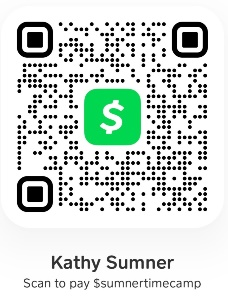 $
Kathy Sumner
Scan to pay $sumnertimecamp